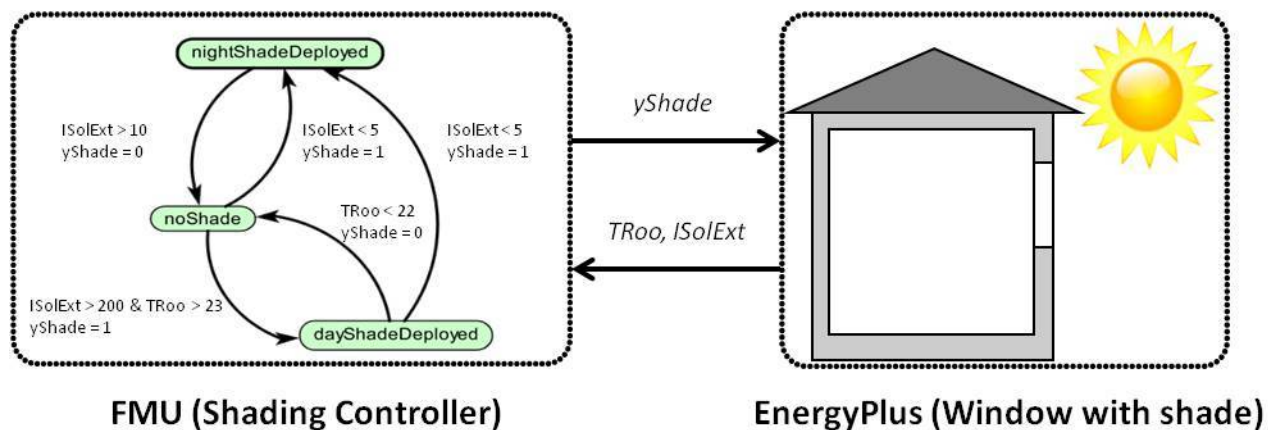 nightShadeDeployed
ISolExt > 10
yShade = 0
ISolExt < 5
yShade = 1
ISolExt < 5
yShade = 1
noShade
TRoo < 22
yShade = 0
ISolExt > 200 & TRoo > 23
yShade = 1
dayShadeDeployed
yShade
TRoo, ISolExt
FMU (Shading Controller)
EnergyPlus (Window with shade)